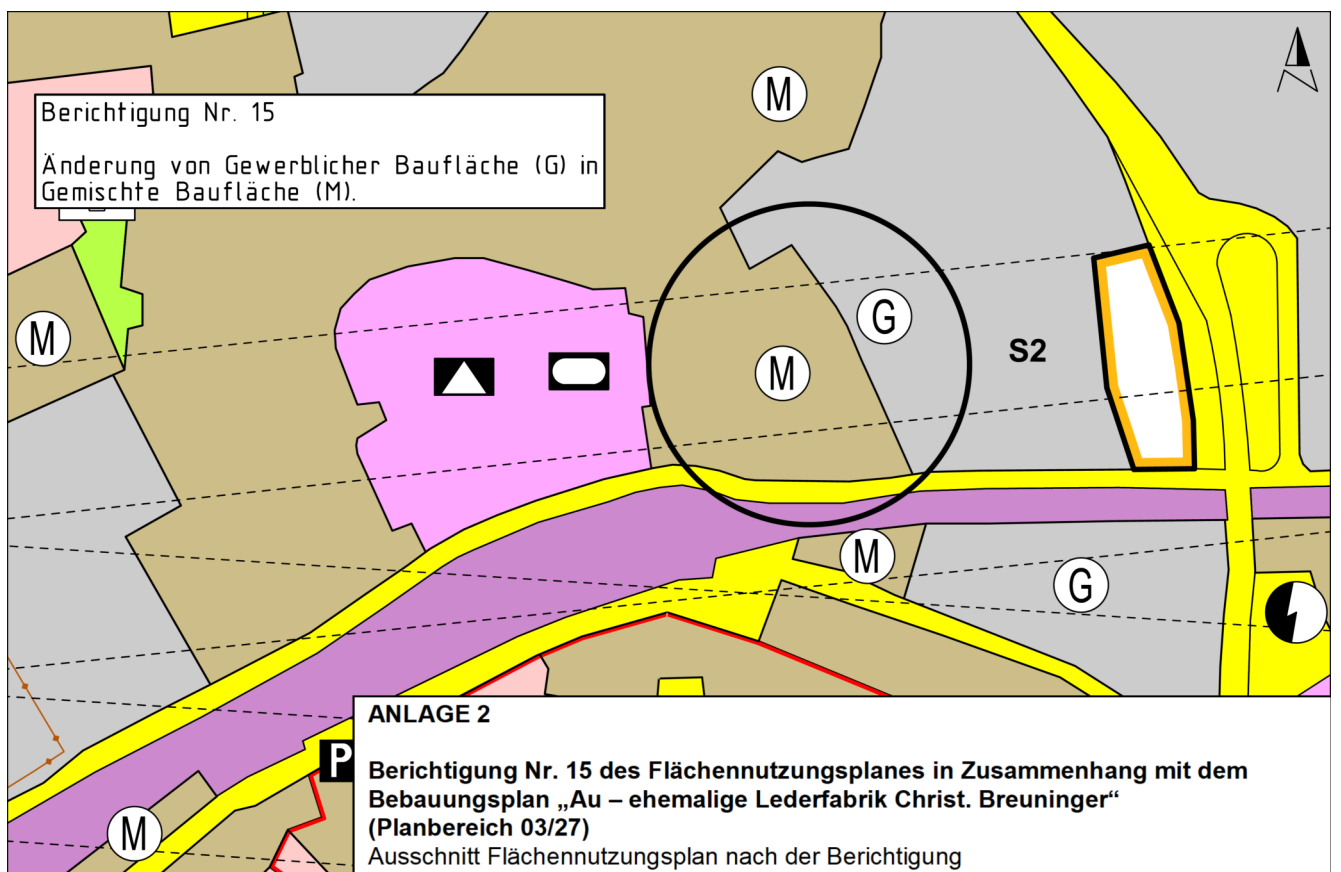 M
Berichtigung Nr. 15
Änderung von Gewerblicher Baufläche (G) in
Gemischte Baufläche (M).
M
G
S2
M
M
G
P
M
ANLAGE 2
Berichtigung Nr. 15 des Flächennutzungsplanes in Zusammenhang mit dem
Bebauungsplan „Au – ehemalige Lederfabrik Christ. Breuninger“
(Planbereich 03/27)
Ausschnitt Flächennutzungsplan nach der Berichtigung